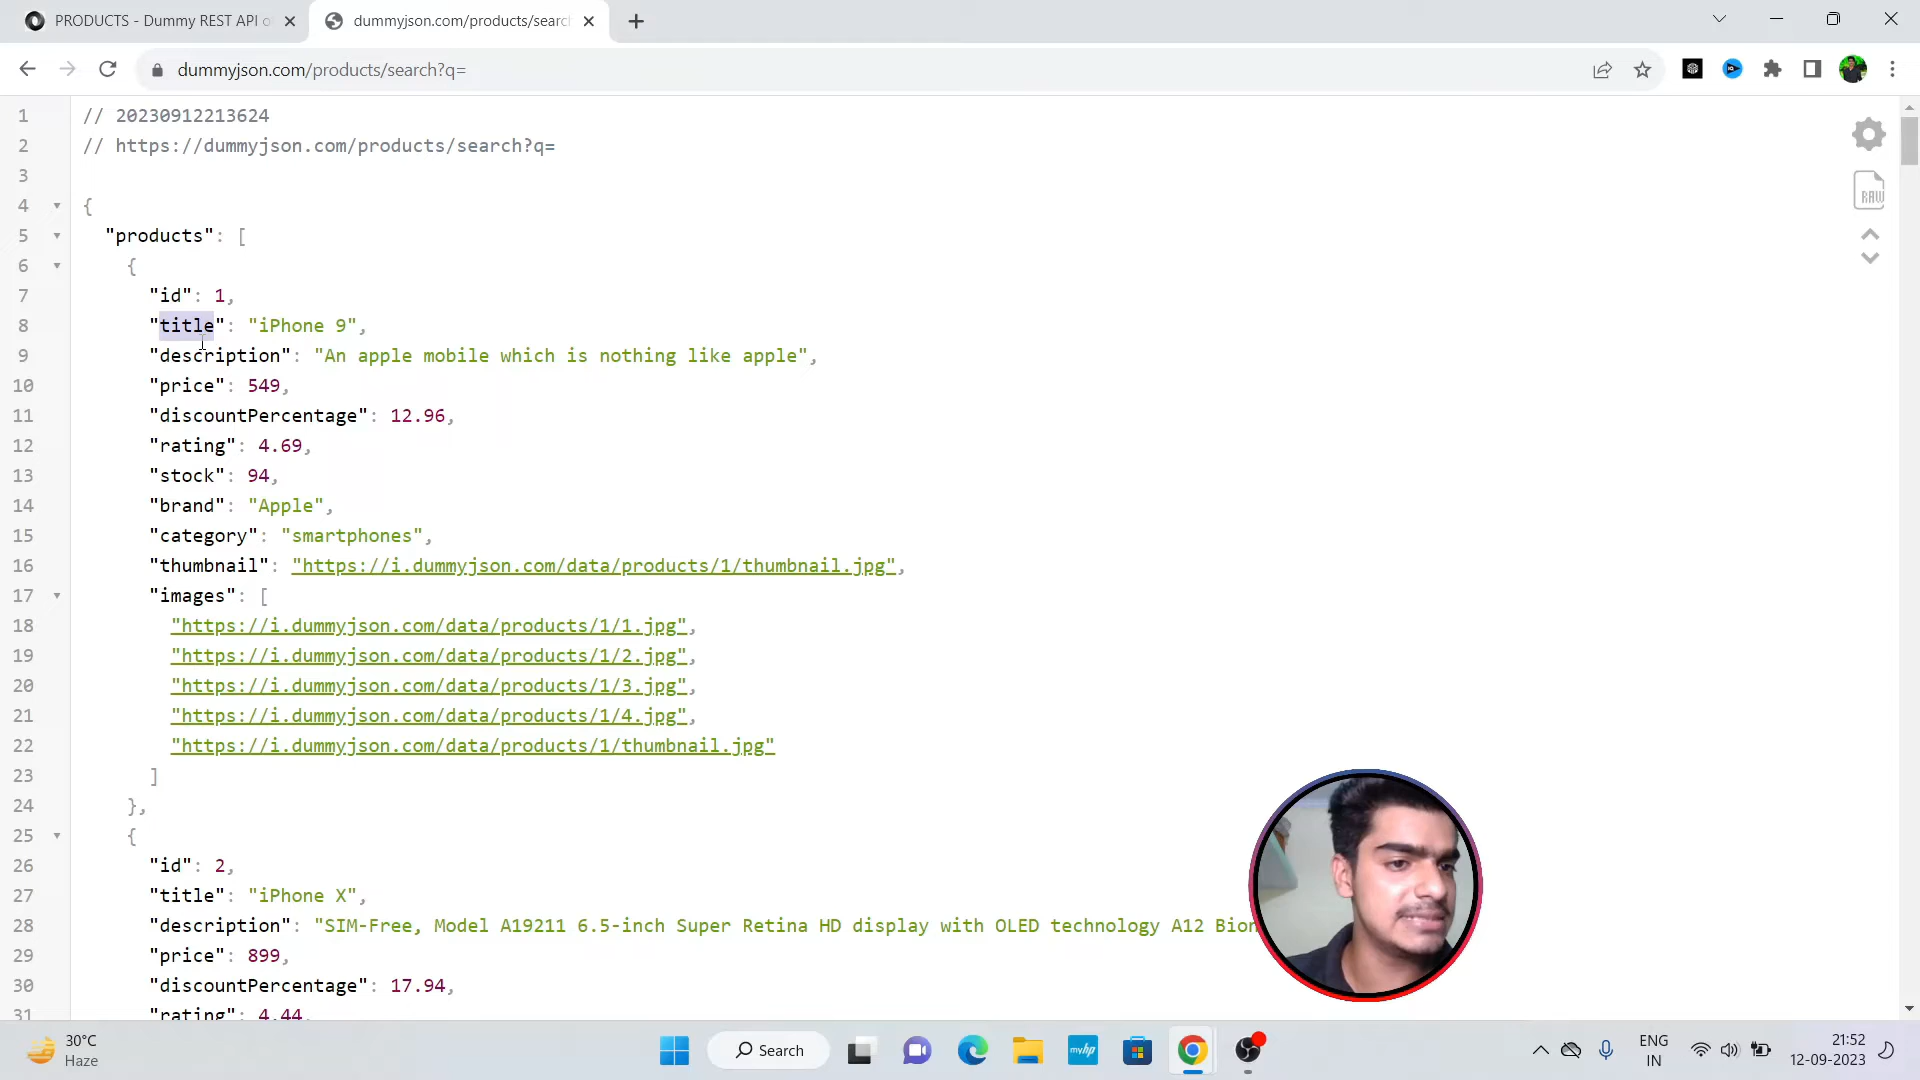 PRODUCTS - Dummy REST API o
dummyjson.com/products/searc
dummyjson.com/products/search?q=
1 // 20230912213624
2 // https://dummyjson.com/products/search?q=
3
4 {
5 "products": [
6 {
7 "id": 1,
8 "title": "iPhone 9",
9 "description": "An apple mobile which is nothing like apple",
10 "price": 549,
11 "discountPercentage": 12.96,
12 "rating": 4.69,
13 "stock": 94,
14 "brand": "Apple",
15 "category": "smartphones",
16 "thumbnail": "https://i.dummyjson.com/data/products/1/thumbnail.jpg",
17 "images": [
18 "https://i.dummyjson.com/data/products/1/1.jpg",
19 "https://i.dummyjson.com/data/products/1/2.jpg",
20 "https://i.dummyjson.com/data/products/1/3.jpg",
21 "https://i.dummyjson.com/data/products/1/4.jpg",
22 "https://i.dummyjson.com/data/products/1/thumbnail.jpg"
23 ]
24 },
25 {
26 "id": 2,
27 "title": "iPhone X",
28 "description": "SIM-Free, Model A19211 6.5-inch Super Retina HD display with OLED technology A12 Bion
29 "price": 899,
30 "discountPercentage": 17.94,
31 "rating": 4.44,
RAW
30°C
Haze
Search
myhp
ENG
IN
21:52
12-09-2023